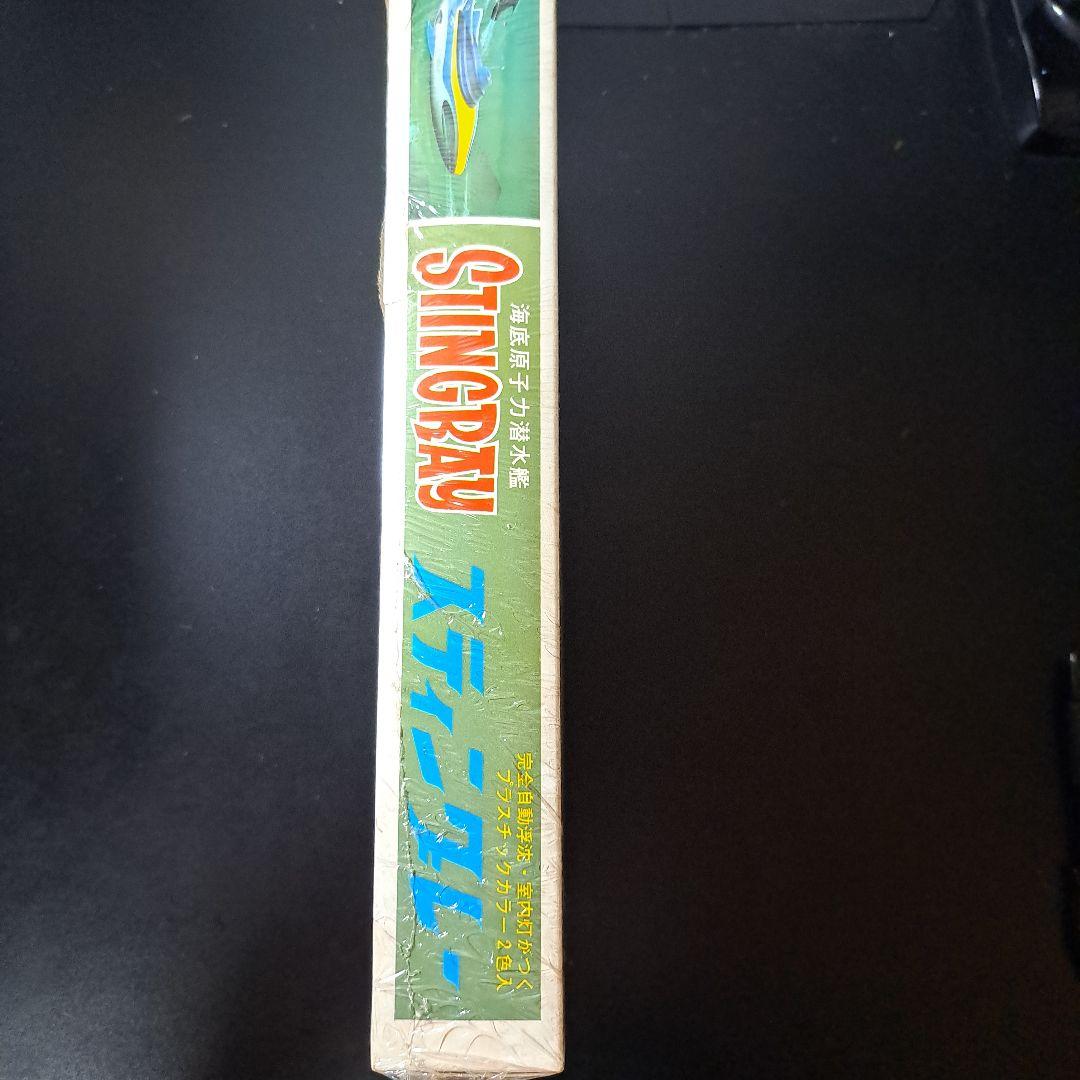 海底原子力潜水艦
STINGRAY
スティングレー
完全自動浮沈・室内灯がつく
プラスチックカラー2色入